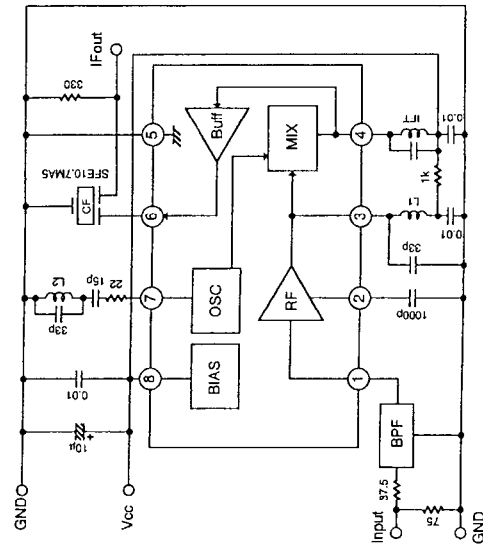 GND
Vcc
10μ
+
0.01
33p
L2
15p
22
SFE10.7MA5
CF
330
IFout
8
7
6
5
BIAS
OSC
Buff
RF
MIX
1
2
3
4
Input
37.5
75
GND
BPF
1000p
33p
L1
0.01
1k
IFT
0.01